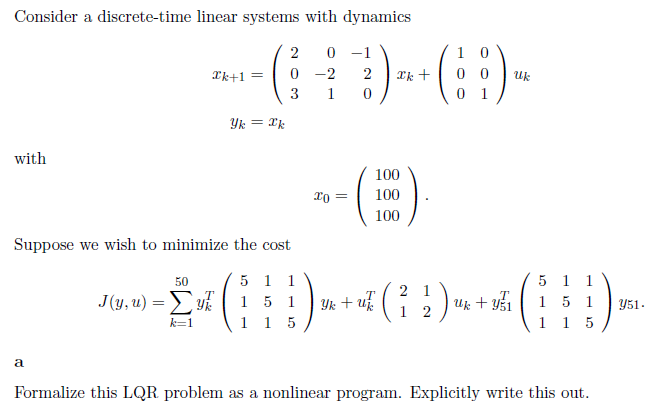 Consider a discrete-time linear systems with dynamics
x_{k+1} = \begin{pmatrix} 2 & 0 & -1 \\ 0 & -2 & 2 \\ 3 & 1 & 0 \end{pmatrix} x_k + \begin{pmatrix} 1 & 0 \\ 0 & 0 \\ 0 & 1 \end{pmatrix} u_k
y_k = x_k
with
x_0 = \begin{pmatrix} 100 \\ 100 \\ 100 \end{pmatrix}.
Suppose we wish to minimize the cost
J(y, u) = \sum_{k=1}^{50} y_k^T \begin{pmatrix} 5 & 1 & 1 \\ 1 & 5 & 1 \\ 1 & 1 & 5 \end{pmatrix} y_k + u_k^T \begin{pmatrix} 2 & 1 \\ 1 & 2 \end{pmatrix} u_k + y_{51}^T \begin{pmatrix} 5 & 1 & 1 \\ 1 & 5 & 1 \\ 1 & 1 & 5 \end{pmatrix} y_{51}.
a
Formalize this LQR problem as a nonlinear program. Explicitly write this out.